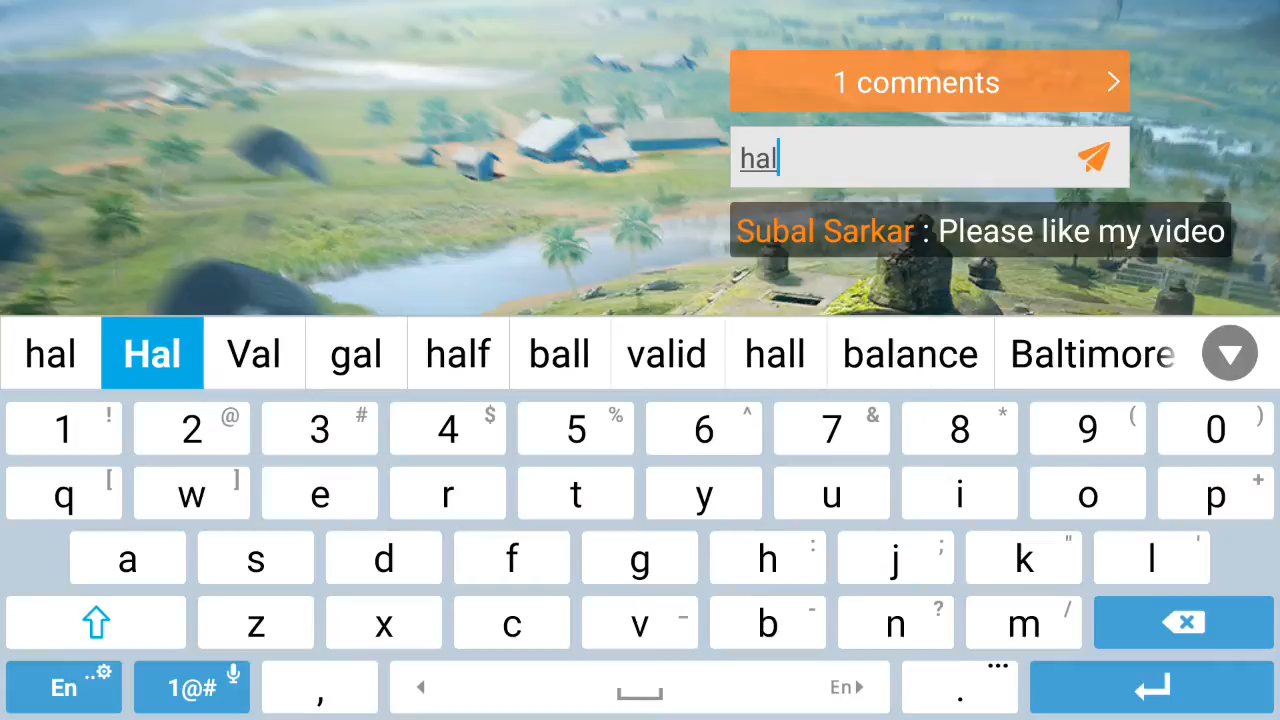 1 comments
hal
Subal Sarkar : Please like my video
hal Hal Val gal half ball valid hall balance Baltimore
1 ! 2 @ 3 # 4 $ 5 % 6 ^ 7 & 8 * 9 ( 0 )
q [ w ] e r t y u i o p +
a s d f g h : j ; k " l '
z x c v _ b - n ? m /
En 1@# , En . ...